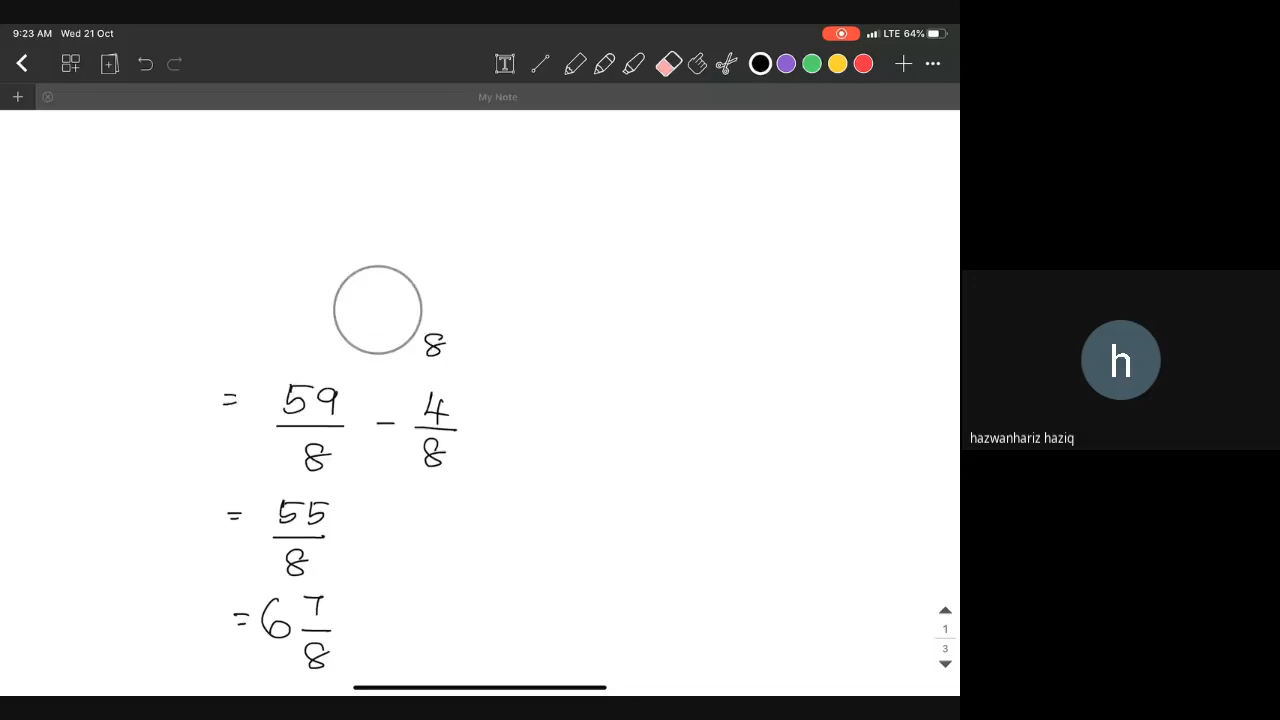 9:23 AM Wed 21 Oct
LTE 64%
T
My Note
8
= 59/8 - 4/8
= 55/8
= 6 7/8
1
3
h
hazwanhariz haziq